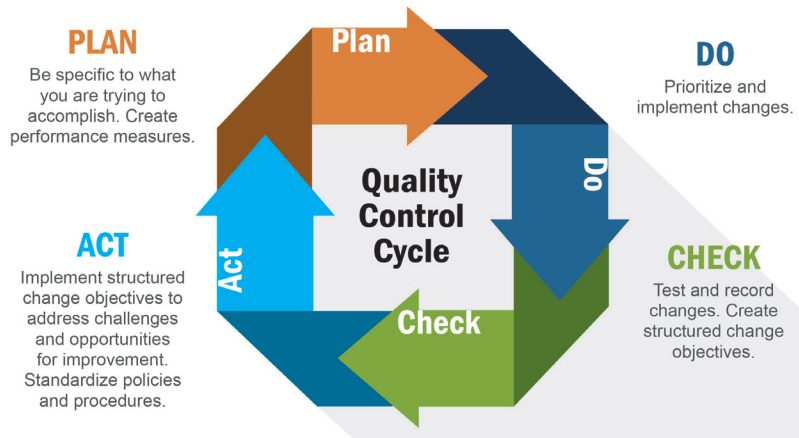 PLAN
Be specific to what
you are trying to
accomplish. Create
performance measures.
Plan
DO
Prioritize and
implement changes.
Do
Quality
Control
Cycle
ACT
Implement structured
change objectives to
address challenges
and opportunities
for improvement.
Standardize policies
and procedures.
Act
Check
CHECK
Test and record
changes. Create
structured change
objectives.